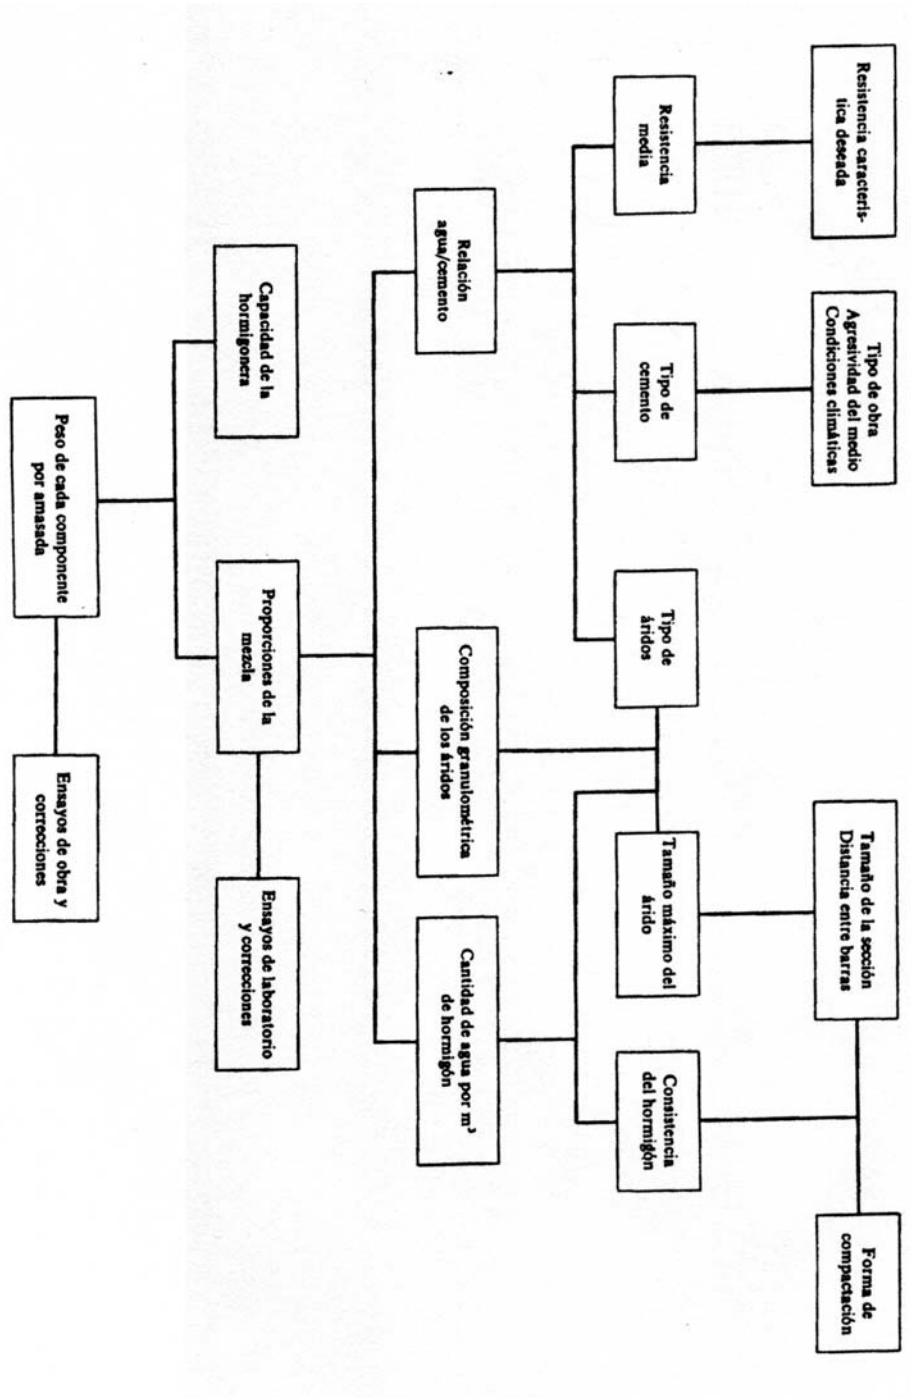 Resistencia caracterís-
tica deseada
Tipo de obra
Agresividad del medio
Condiciones climáticas
Tamaño de la sección
Distancia entre barras
Forma de
compactación
Resistencia
media
Tipo de
cemento
Tipo de
áridos
Tamaño máximo del
árido
Consistencia
del hormigón
Relación
agua/cemento
Composición granulométrica
de los áridos
Cantidad de agua por m³
de hormigón
Capacidad de la
hormigonera
Proporciones de la
mezcla
Ensayos de laboratorio
y correcciones
Peso de cada componente
por amasada
Ensayos de obra y
correcciones